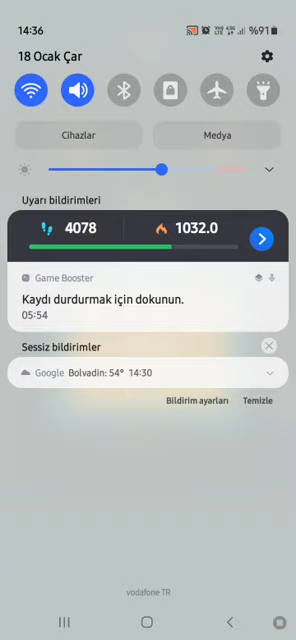 14:36
%91
18 Ocak Çar
Cihazlar
Medya
Uyarı bildirimleri
4078
1032.0
Game Booster
Kaydı durdurmak için dokunun.
05:54
Sessiz bildirimler
Google Bolvadin: 54° 14:30
Bildirim ayarları
Temizle
vodafone TR